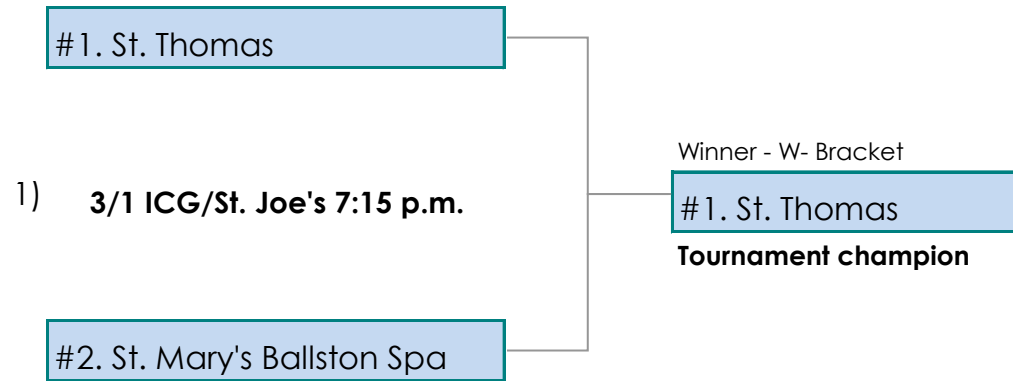 #1. St. Thomas
Winner - W- Bracket
1) 3/1 ICG/St. Joe's 7:15 p.m.
#1. St. Thomas
Tournament champion
#2. St. Mary's Ballston Spa